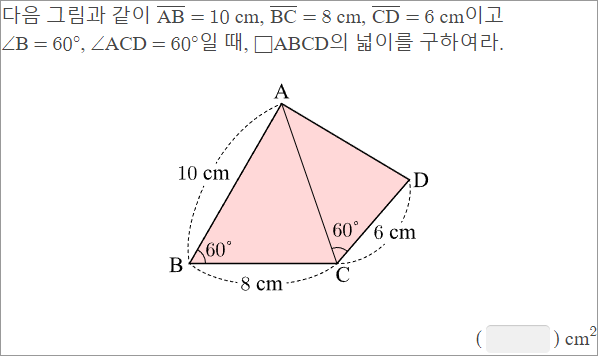 다음 그림과 같이 AB = 10 cm, BC = 8 cm, CD = 6 cm이고
∠B = 60°, ∠ACD = 60°일 때, □ABCD의 넓이를 구하여라.
A
10 cm
D
60°
6 cm
60°
B
C
8 cm
( ) cm²